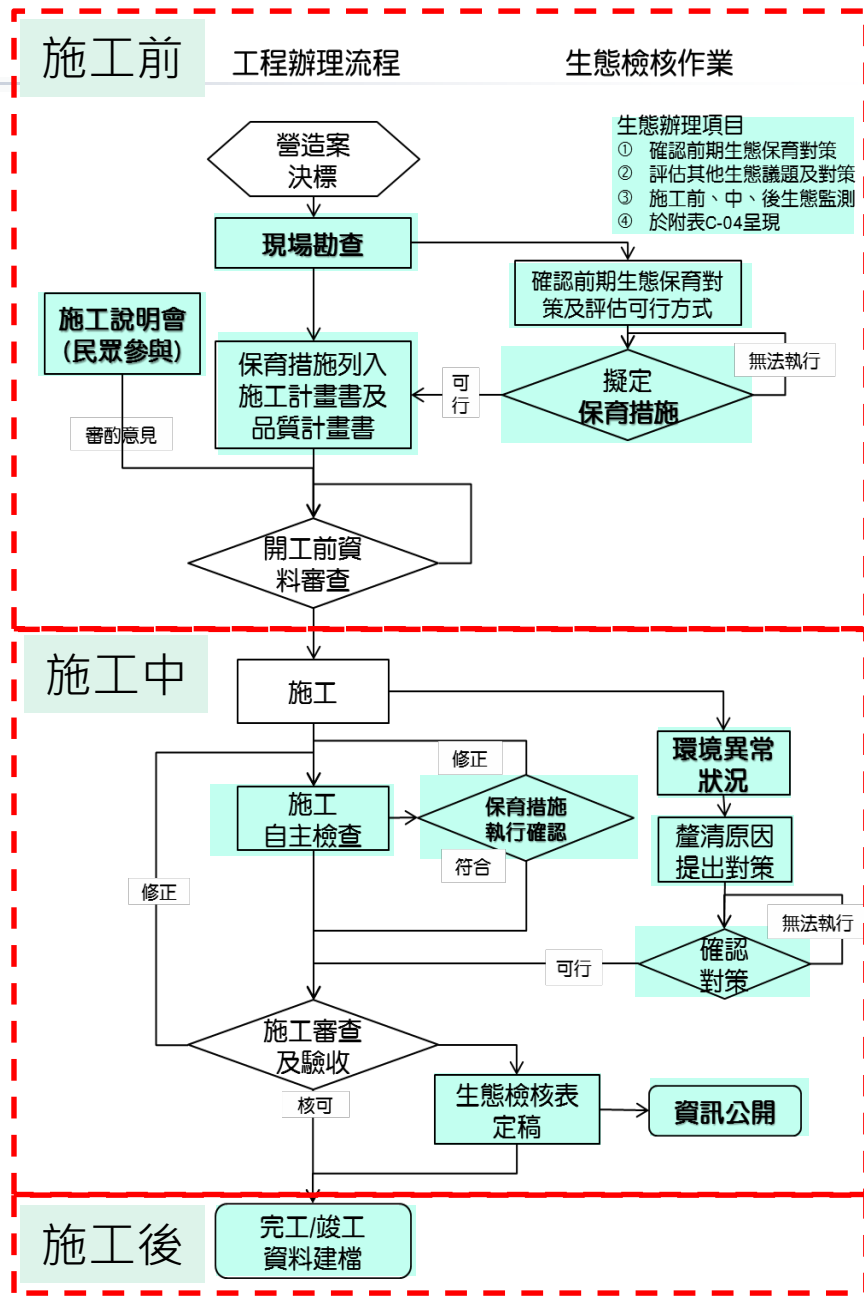 施工前
工程辦理流程
生態檢核作業
生態辦理項目
① 確認前期生態保育對策
② 評估其他生態議題及對策
③ 施工前、中、後生態監測
④ 於附表C-04呈現
營造案
決標
現場勘查
確認前期生態保育對
策及評估可行方式
施工說明會
(民眾參與)
保育措施列入
施工計畫書及
品質計畫書
可
行
擬定
保育措施
無法執行
審酌意見
開工前資
料審查
施工中
施工
修正
環境異常
狀況
施工
自主檢查
保育措施
執行確認
釐清原因
提出對策
符合
修正
無法執行
確認
對策
可行
施工審查
及驗收
核可
生態檢核表
定稿
資訊公開
施工後
完工/竣工
資料建檔